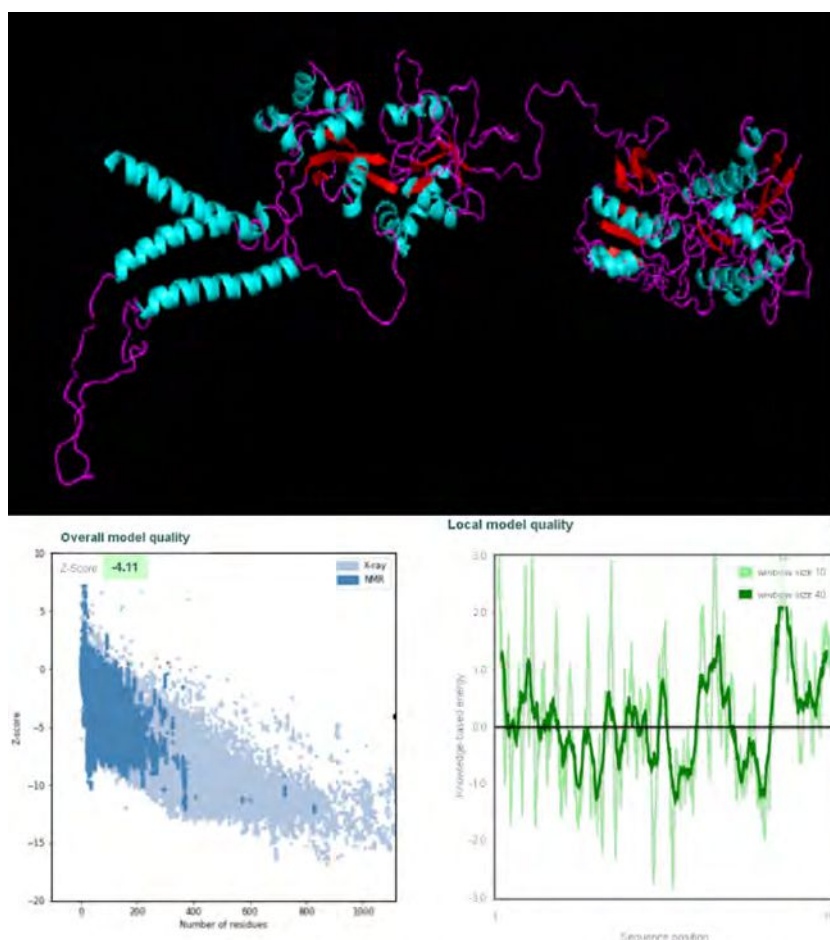 Overall model quality
Z-Score -4.11
X-ray
NMR
10
5
0
−5
−10
−15
−20
Z-score
0 200 400 600 800 1000
Number of residues
Local model quality
3.0
2.0
1.0
0.0
-1.0
-2.0
-3.0
window size 10
window size 40
Knowledge-based energy
Sequence position